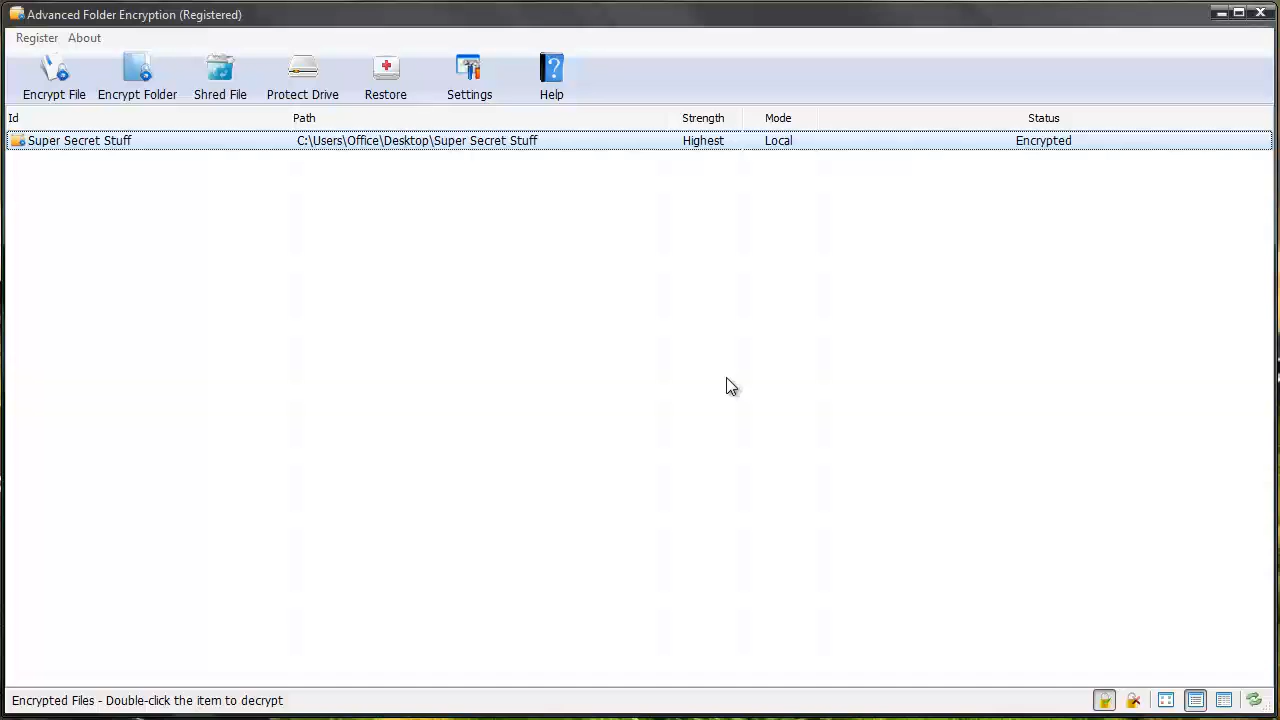 Advanced Folder Encryption (Registered)
Register About
Encrypt File Encrypt Folder Shred File Protect Drive Restore Settings Help
Id Path Strength Mode Status
Super Secret Stuff C:\Users\Office\Desktop\Super Secret Stuff Highest Local Encrypted
Encrypted Files - Double-click the item to decrypt